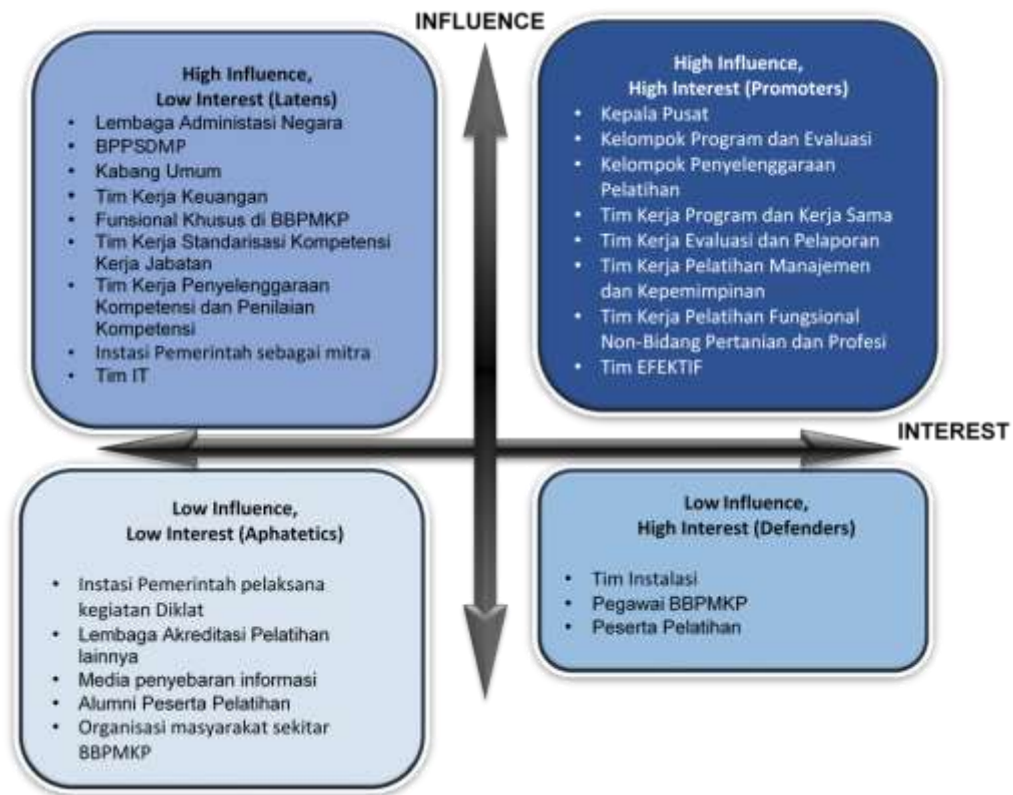 INFLUENCE
High Influence,
Low Interest (Latens)
• Lembaga Administasi Negara
• BPPSDMP
• Kabang Umum
• Tim Kerja Keuangan
• Funsional Khusus di BBPMKP
• Tim Kerja Standarisasi Kompetensi
Kerja Jabatan
• Tim Kerja Penyelenggaraan
Kompetensi dan Penilaian
Kompetensi
• Instasi Pemerintah sebagai mitra
• Tim IT
High Influence,
High Interest (Promoters)
• Kepala Pusat
• Kelompok Program dan Evaluasi
• Kelompok Penyelenggaraan
Pelatihan
• Tim Kerja Program dan Kerja Sama
• Tim Kerja Evaluasi dan Pelaporan
• Tim Kerja Pelatihan Manajemen
dan Kepemimpinan
• Tim Kerja Pelatihan Fungsional
Non-Bidang Pertanian dan Profesi
• Tim EFEKTIF
INTEREST
Low Influence,
Low Interest (Aphatetics)
• Instasi Pemerintah pelaksana
kegiatan Diklat
• Lembaga Akreditasi Pelatihan
lainnya
• Media penyebaran informasi
• Alumni Peserta Pelatihan
• Organisasi masyarakat sekitar
BBPMKP
Low Influence,
High Interest (Defenders)
• Tim Instalasi
• Pegawai BBPMKP
• Peserta Pelatihan